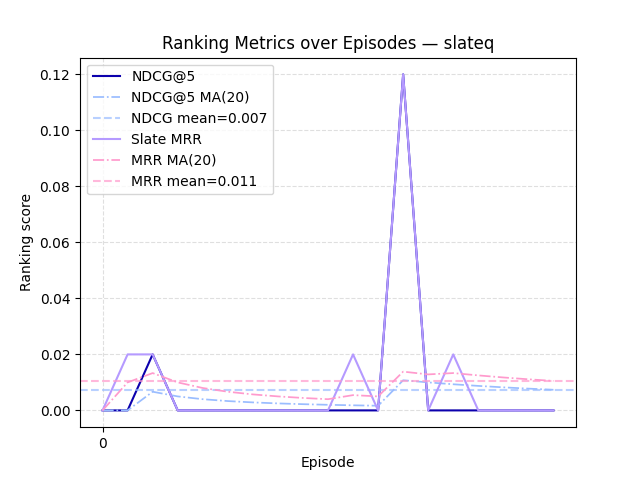 Ranking Metrics over Episodes — slateq
NDCG@5
NDCG@5 MA(20)
NDCG mean=0.007
Slate MRR
MRR MA(20)
MRR mean=0.011
Ranking score
0.12
0.10
0.08
0.06
0.04
0.02
0.00
0
Episode